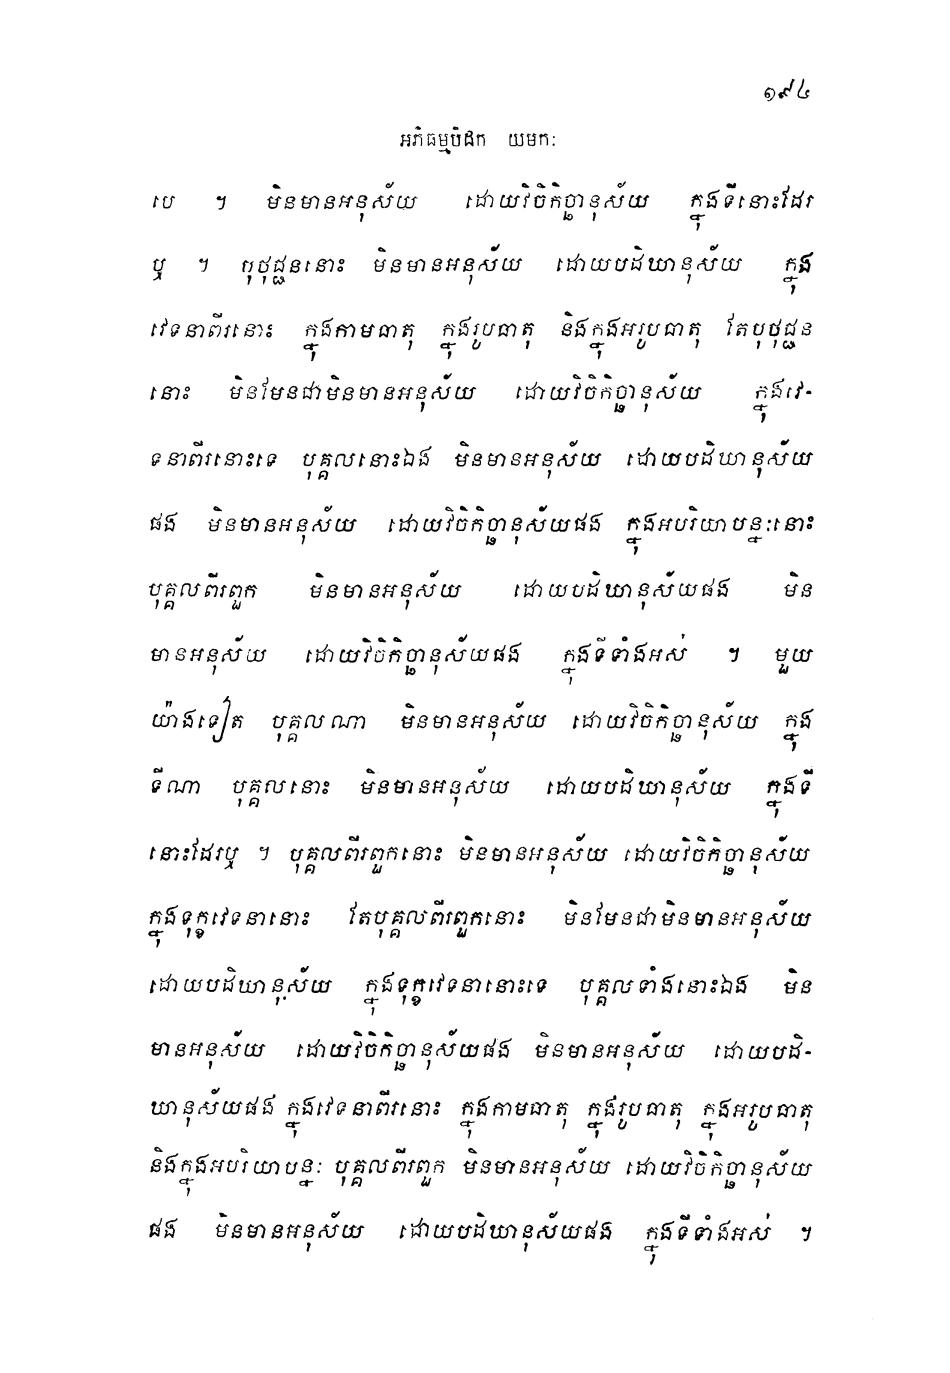 ១៩៤
អភិធម្មបិដក យមកៈ
បេ ។ មិនមានអនុស័យ ដោយវិចិកិច្ឆានុស័យ ក្នុងទីនោះដែរ
ឬ ។ បុថុជ្ជននោះ មិនមានអនុស័យ ដោយបដិឃានុស័យ ក្នុង
វេទនាពីរនោះ ក្នុងកាមធាតុ ក្នុងរូបធាតុ និងក្នុងអរូបធាតុ តែបុថុជ្ជន
នោះ មិនមែនជាមិនមានអនុស័យ ដោយវិចិកិច្ឆានុស័យ ក្នុងវេ-
ទនាពីរនោះទេ បុគ្គលនោះឯង មិនមានអនុស័យ ដោយបដិឃានុស័យ
ផង មិនមានអនុស័យ ដោយវិចិកិច្ឆានុស័យផង ក្នុងអបរិយាបន្នៈនោះ
បុគ្គលពីរពួក មិនមានអនុស័យ ដោយបដិឃានុស័យផង មិន
មានអនុស័យ ដោយវិចិកិច្ឆានុស័យផង ក្នុងទីទាំងអស់ ។ មួយ
យ៉ាងទៀត បុគ្គលណា មិនមានអនុស័យ ដោយវិចិកិច្ឆានុស័យ ក្នុង
ទីណា បុគ្គលនោះ មិនមានអនុស័យ ដោយបដិឃានុស័យ ក្នុងទី
នោះដែរឬ ។ បុគ្គលពីរពួកនោះ មិនមានអនុស័យ ដោយវិចិកិច្ឆានុស័យ
ក្នុងទុក្ខវេទនានោះ តែបុគ្គលពីរពួកនោះ មិនមែនជាមិនមានអនុស័យ
ដោយបដិឃានុស័យ ក្នុងទុក្ខវេទនានោះទេ បុគ្គលទាំងនោះឯង មិន
មានអនុស័យ ដោយវិចិកិច្ឆានុស័យផង មិនមានអនុស័យ ដោយបដិ-
ឃានុស័យផង ក្នុងវេទនាពីរនោះ ក្នុងកាមធាតុ ក្នុងរូបធាតុ ក្នុងអរូបធាតុ
និងក្នុងអបរិយាបន្នៈ បុគ្គលពីរពួក មិនមានអនុស័យ ដោយវិចិកិច្ឆានុស័យ
ផង មិនមានអនុស័យ ដោយបដិឃានុស័យផង ក្នុងទីទាំងអស់ ។